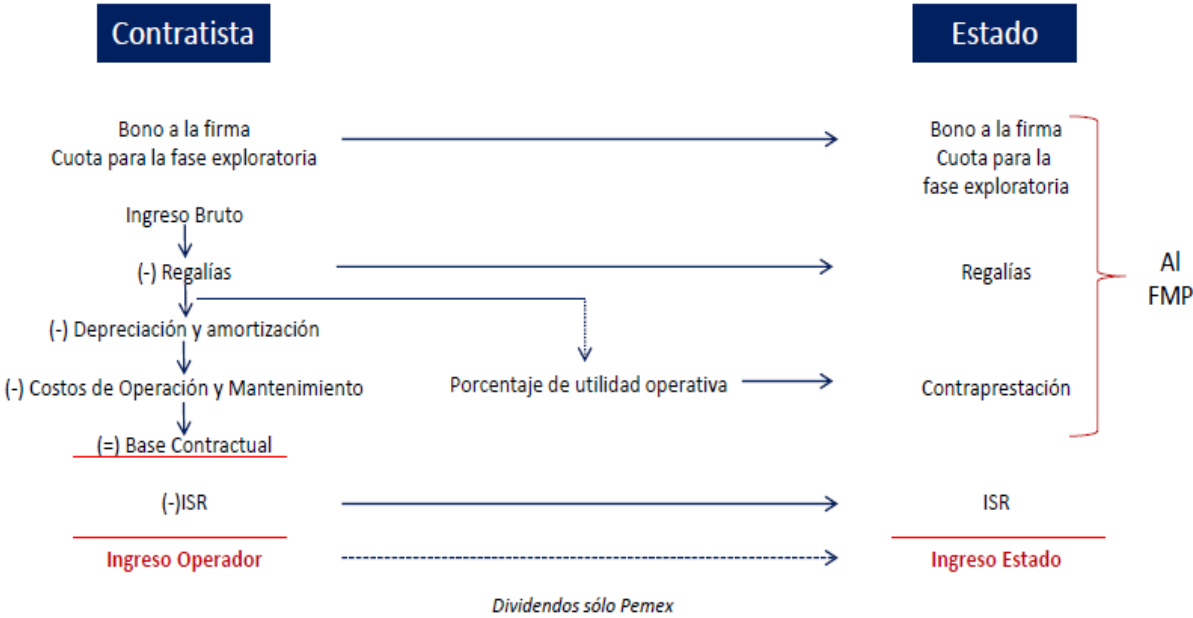 Contratista
Estado
Bono a la firma
Cuota para la fase exploratoria
Bono a la firma
Cuota para la
fase exploratoria
Ingreso Bruto
(-) Regalías
Regalías
Al
FMP
(-) Depreciación y amortización
(-) Costos de Operación y Mantenimiento
Porcentaje de utilidad operativa
Contraprestación
(=) Base Contractual
(-)ISR
ISR
Ingreso Operador
Ingreso Estado
Dividendos sólo Pemex